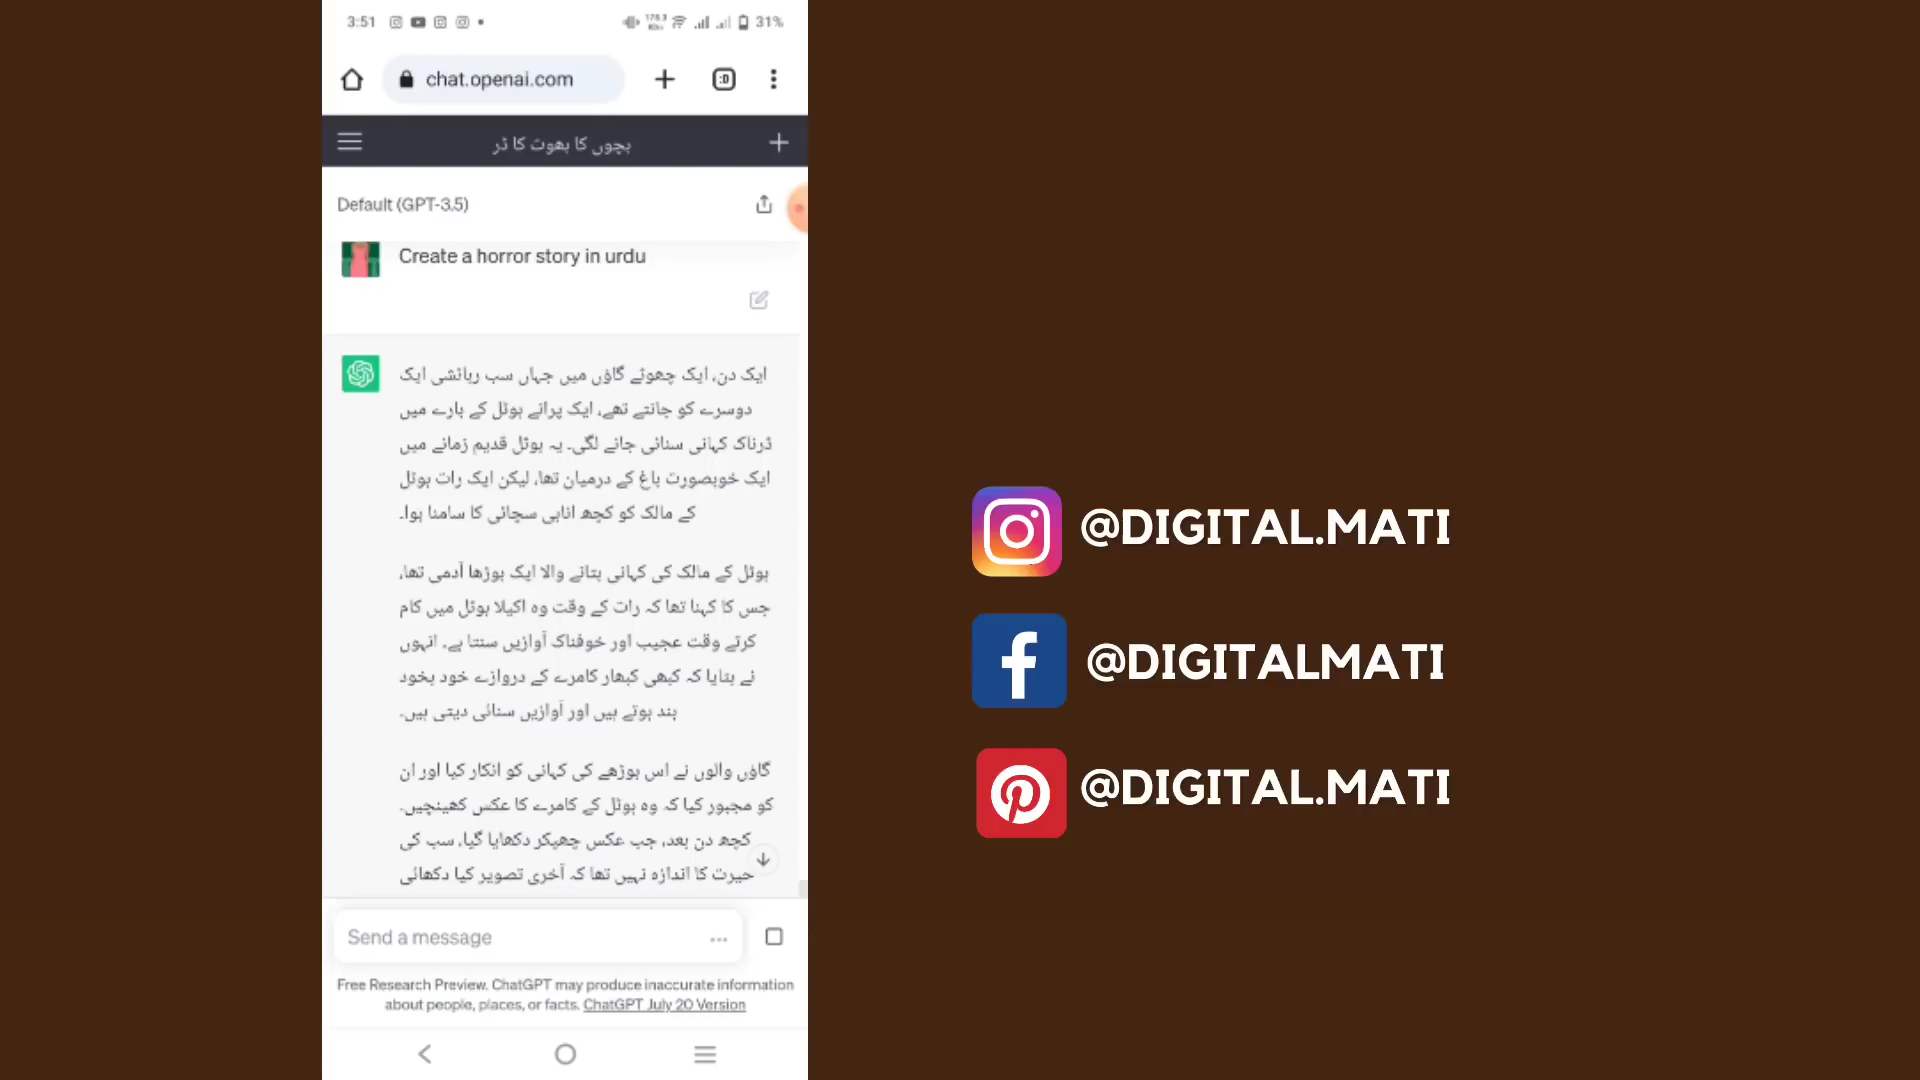 3:51
178.3
31%
chat.openai.com
:D
بچوں کا بھوت کا ڈر
Default (GPT-3.5)
Create a horror story in urdu
ایک دن، ایک چھوٹے گاؤں میں جہاں سب رہائشی ایک
دوسرے کو جانتے تھے، ایک پرانے ہوٹل کے بارے میں
ڈرناک کہانی سنائی جانے لگی۔ یہ ہوٹل قدیم زمانے میں
ایک خوبصورت باغ کے درمیان تھا، لیکن ایک رات ہوٹل
کے مالک کو کچھ انابی سچائی کا سامنا ہوا۔
ہوٹل کے مالک کی کہانی بتانے والا ایک بوڑھا آدمی تھا،
جس کا کہنا تھا کہ رات کے وقت وہ اکیلا ہوٹل میں کام
کرتے وقت عجیب اور خوفناک آوازیں سنتا ہے۔ انہوں
نے بتایا کہ کبھی کبھار کامرے کے دروازے خود بخود
بند ہوتے ہیں اور آوازیں سنائی دیتی ہیں۔
گاؤں والوں نے اس بوڑھے کی کہانی کو انکار کیا اور ان
کو مجبور کیا کہ وہ ہوٹل کے کامرے کا عکس کھینچیں۔
کچھ دن بعد، جب عکس چھپکر دکھایا گیا، سب کی
حیرت کا اندازہ نہیں تھا کہ آخری تصویر کیا دکھائی
Send a message
Free Research Preview. ChatGPT may produce inaccurate information
about people, places, or facts. ChatGPT July 20 Version
@DIGITAL.MATI
@DIGITALMATI
@DIGITAL.MATI